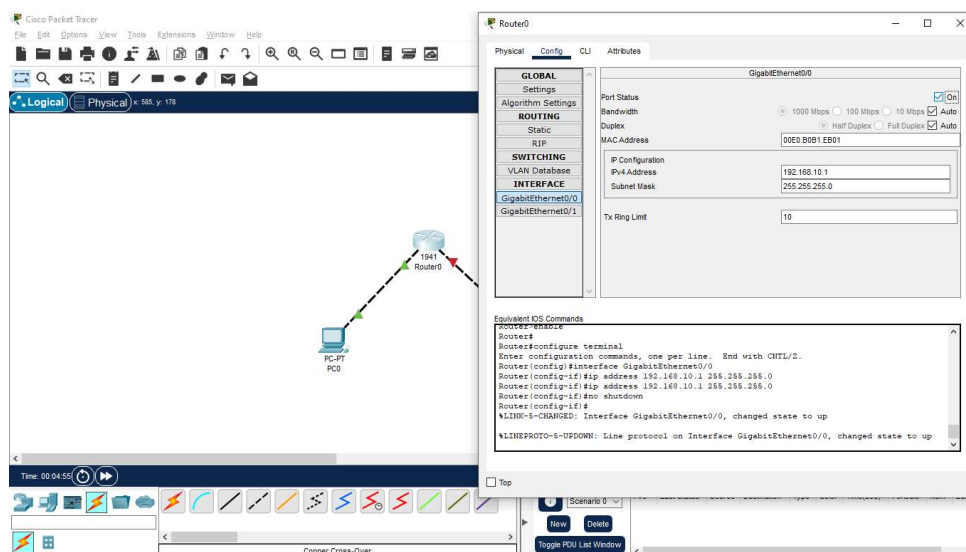 Cisco Packet Tracer
File Edit Options View Tools Extensions Window Help
Logical Physical x: 585, y: 178
1941
Router0
PC-PT
PC0
Time: 00:04:55
Copper Cross-Over
Router0
Physical Config CLI Attributes
GLOBAL
Settings
Algorithm Settings
ROUTING
Static
RIP
SWITCHING
VLAN Database
INTERFACE
GigabitEthernet0/0
GigabitEthernet0/1
GigabitEthernet0/0
Port Status On
Bandwidth 1000 Mbps 100 Mbps 10 Mbps Auto
Duplex Half Duplex Full Duplex Auto
MAC Address 00E0.B0B1.EB01
IP Configuration
IPv4 Address 192.168.10.1
Subnet Mask 255.255.255.0
Tx Ring Limit 10
Equivalent IOS Commands
Router>enable
Router#
Router#configure terminal
Enter configuration commands, one per line. End with CNTL/Z.
Router(config)#interface GigabitEthernet0/0
Router(config-if)#ip address 192.168.10.1 255.255.255.0
Router(config-if)#ip address 192.168.10.1 255.255.255.0
Router(config-if)#no shutdown
Router(config-if)#
%LINK-5-CHANGED: Interface GigabitEthernet0/0, changed state to up
%LINEPROTO-5-UPDOWN: Line protocol on Interface GigabitEthernet0/0, changed state to up
Top
Scenario 0
New Delete
Toggle PDU List Window